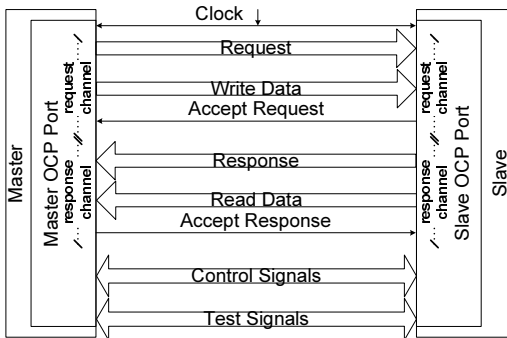 Clock
Request
Write Data
Accept Request
Response
Read Data
Accept Response
Control Signals
Test Signals
Master
Master OCP Port
request
channel
response
channel
request
channel
response
channel
Slave OCP Port
Slave